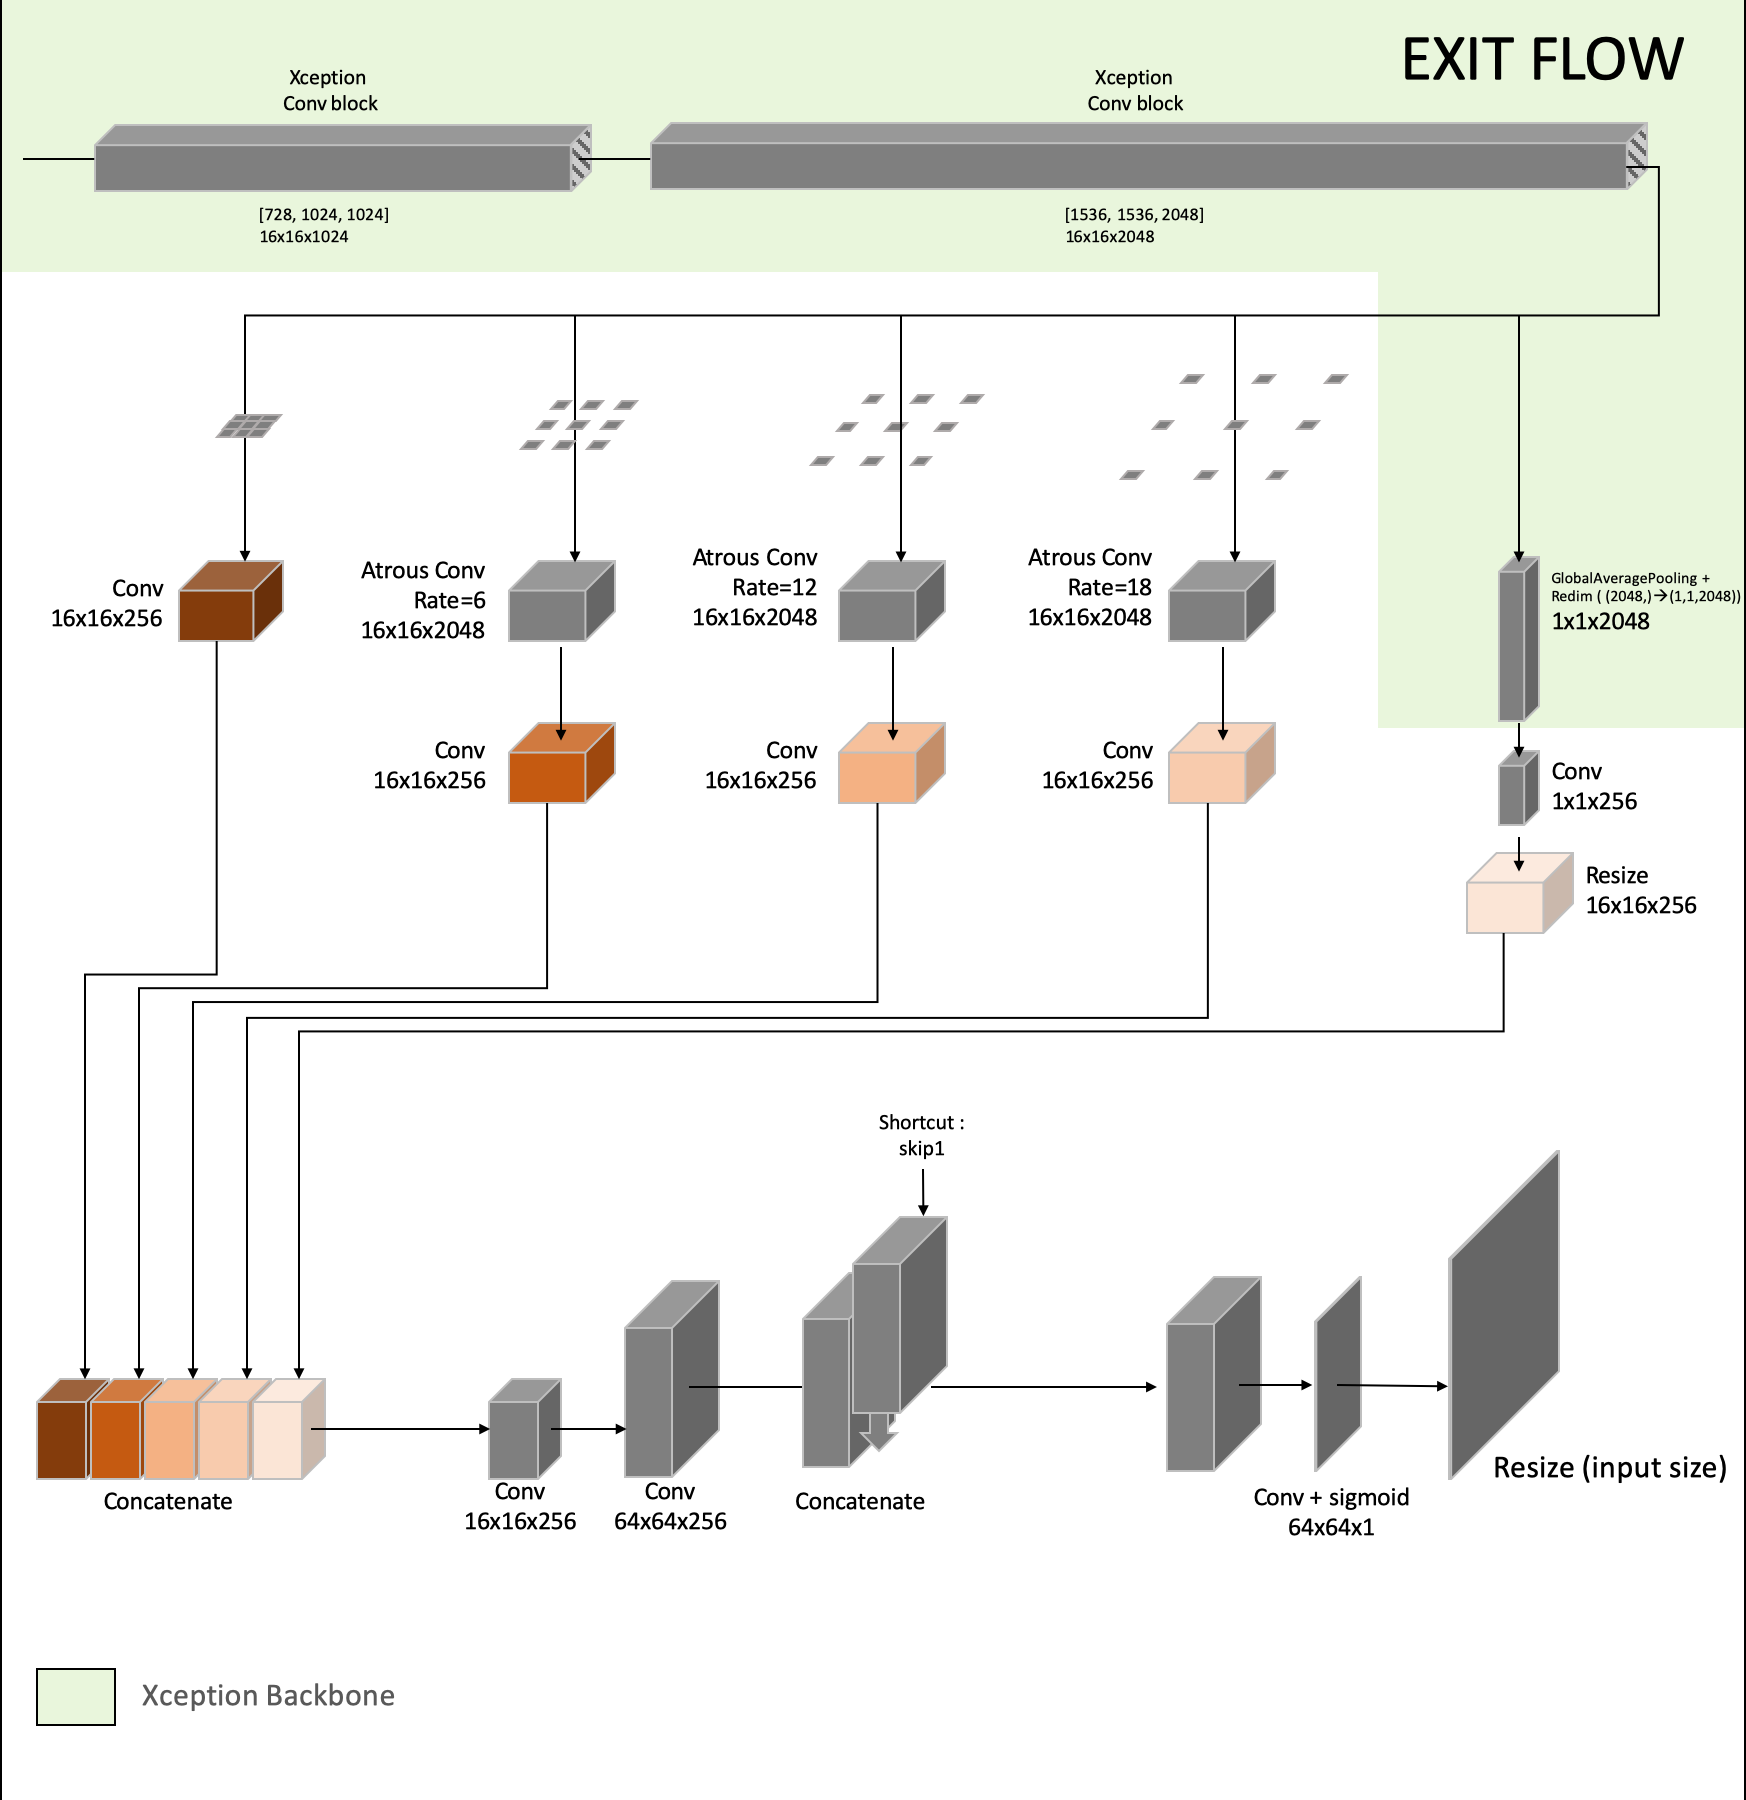 EXIT FLOW
Xception
Conv block
Xception
Conv block
[728, 1024, 1024]
16x16x1024
[1536, 1536, 2048]
16x16x2048
Conv
16x16x256
Atrous Conv
Rate=6
16x16x2048
Atrous Conv
Rate=12
16x16x2048
Atrous Conv
Rate=18
16x16x2048
GlobalAveragePooling +
Redim ( (2048,)→(1,1,2048))
1x1x2048
Conv
16x16x256
Conv
16x16x256
Conv
16x16x256
Conv
1x1x256
Resize
16x16x256
Shortcut :
skip1
Concatenate
Conv
16x16x256
Conv
64x64x256
Concatenate
Conv + sigmoid
64x64x1
Resize (input size)
Xception Backbone